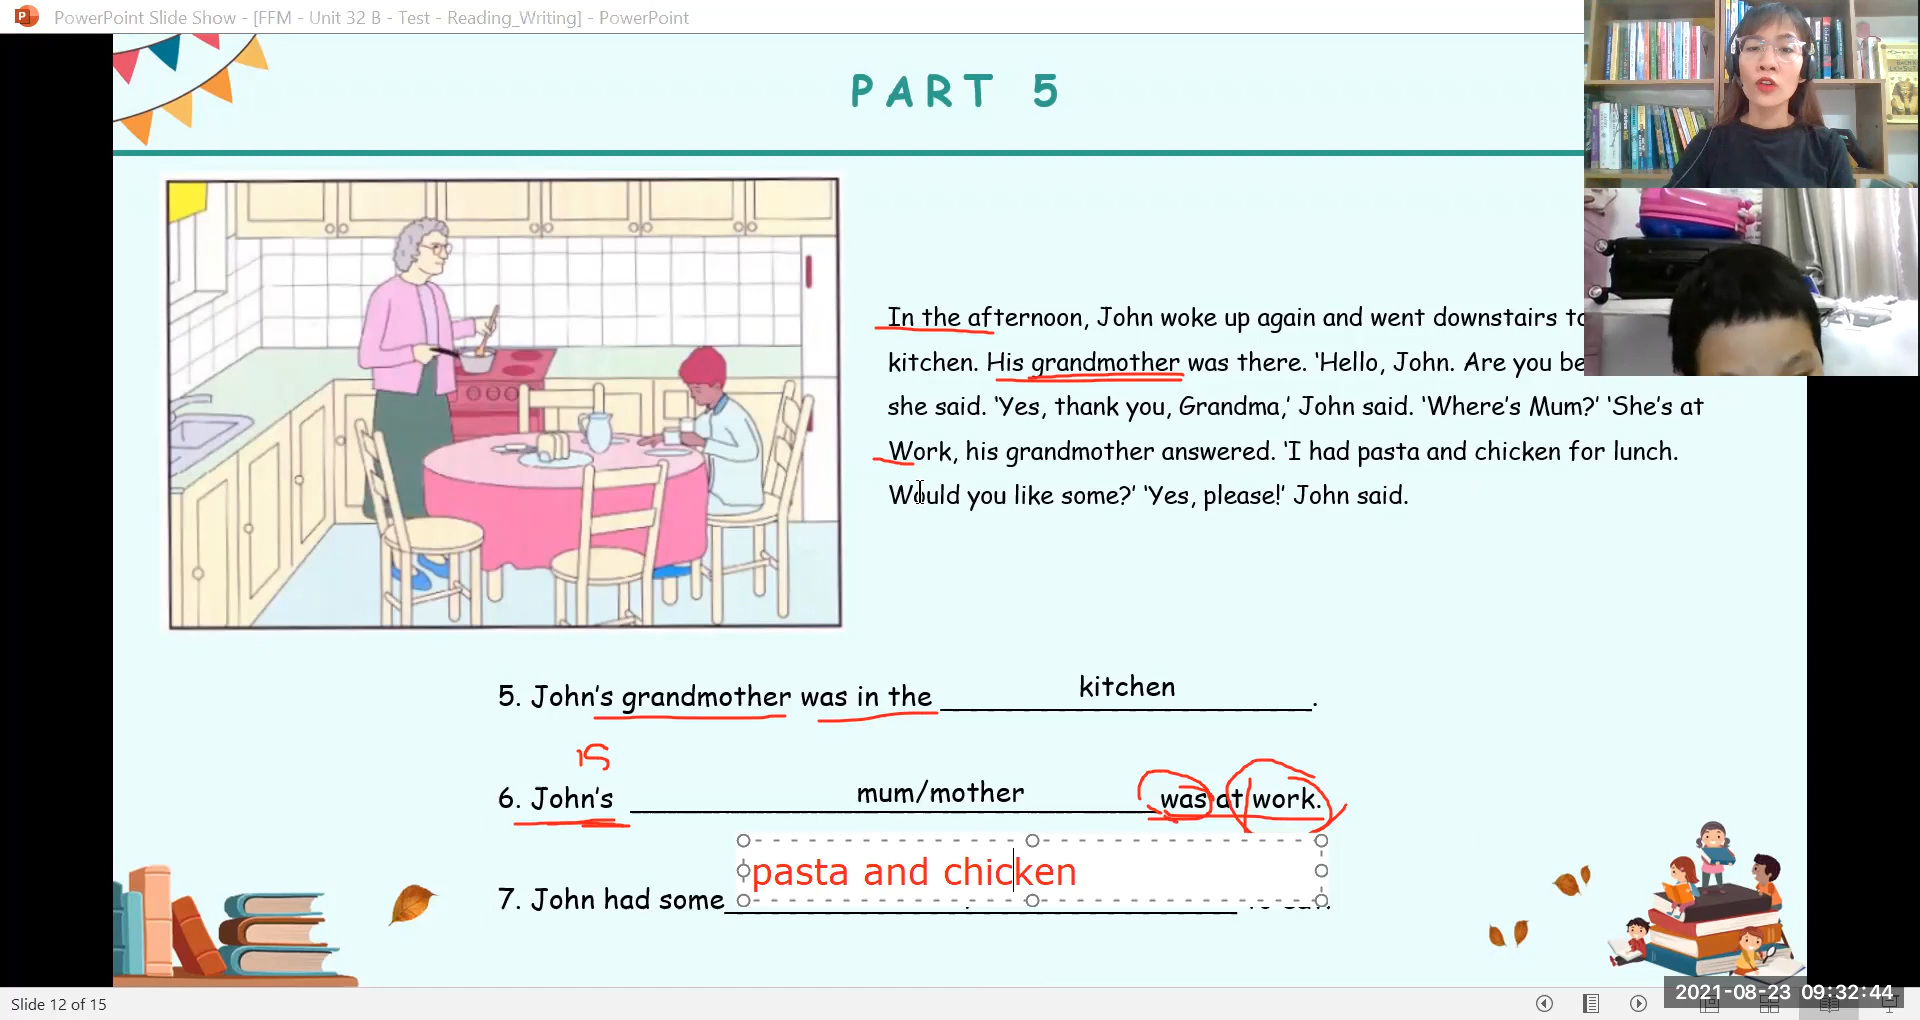 PowerPoint Slide Show - [FFM - Unit 32 B - Test - Reading_Writing] - PowerPoint
PART 5
In the afternoon, John woke up again and went downstairs to
kitchen. His grandmother was there. ‘Hello, John. Are you be
she said. ‘Yes, thank you, Grandma,’ John said. ‘Where’s Mum?’ ‘She’s at
Work, his grandmother answered. ‘I had pasta and chicken for lunch.
Would you like some?’ ‘Yes, please!’ John said.
5. John’s grandmother was in the kitchen.
is
6. John’s mum/mother was at work.
pasta and chicken
7. John had some
Slide 12 of 15
2021-08-23 09:32:44